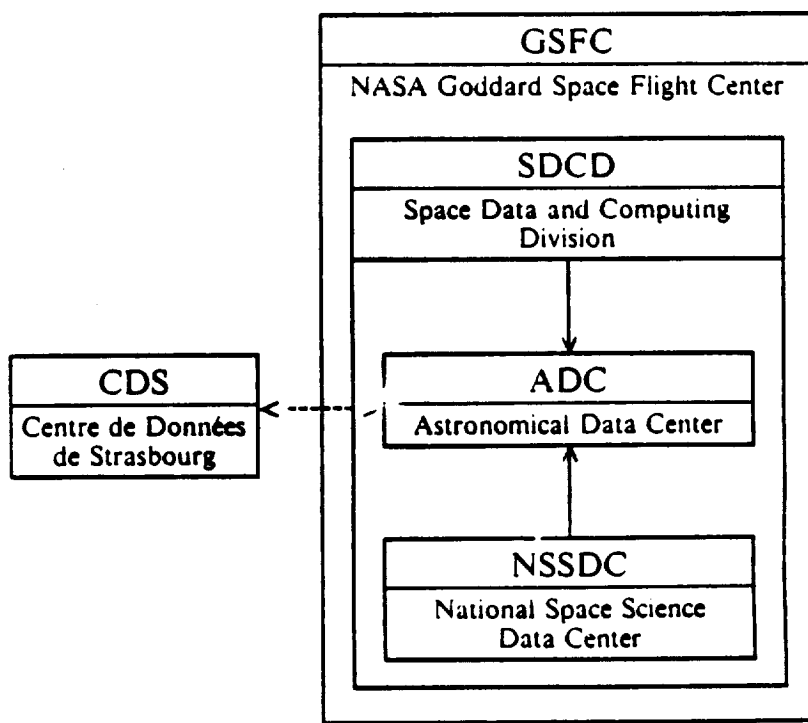 GSFC
NASA Goddard Space Flight Center
SDCD
Space Data and Computing
Division
CDS
Centre de Données
de Strasbourg
ADC
Astronomical Data Center
NSSDC
National Space Science
Data Center